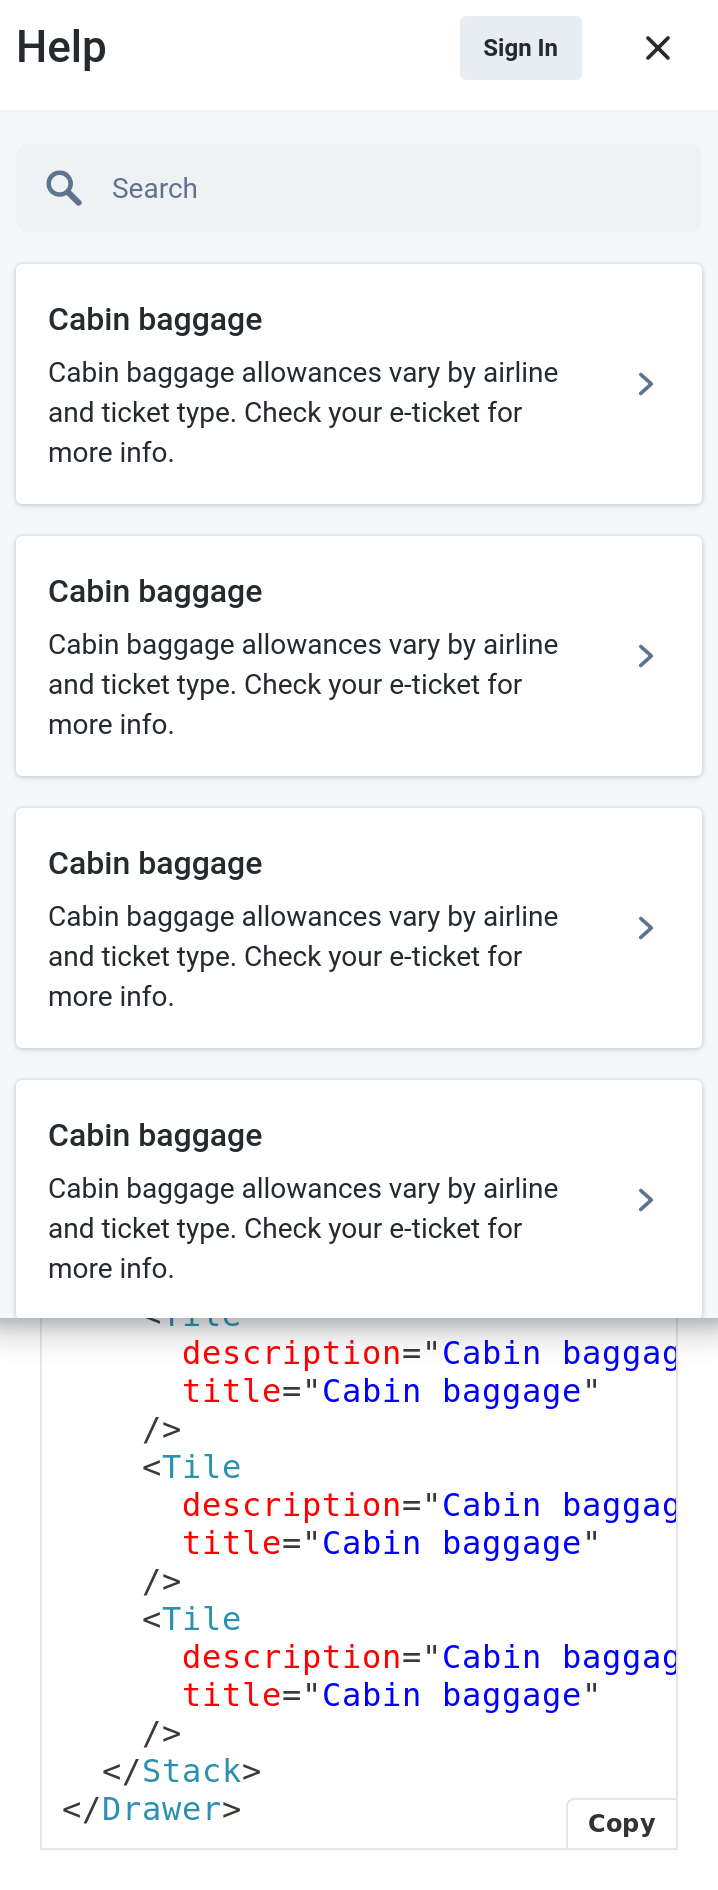 Help
Sign In
Search
Cabin baggage
Cabin baggage allowances vary by airline
and ticket type. Check your e-ticket for
more info.
Cabin baggage
Cabin baggage allowances vary by airline
and ticket type. Check your e-ticket for
more info.
Cabin baggage
Cabin baggage allowances vary by airline
and ticket type. Check your e-ticket for
more info.
Cabin baggage
Cabin baggage allowances vary by airline
and ticket type. Check your e-ticket for
more info.
<Tile
description="Cabin baggag
title="Cabin baggage"
/>
<Tile
description="Cabin baggag
title="Cabin baggage"
/>
<Tile
description="Cabin baggag
title="Cabin baggage"
/>
</Stack>
</Drawer>
Copy